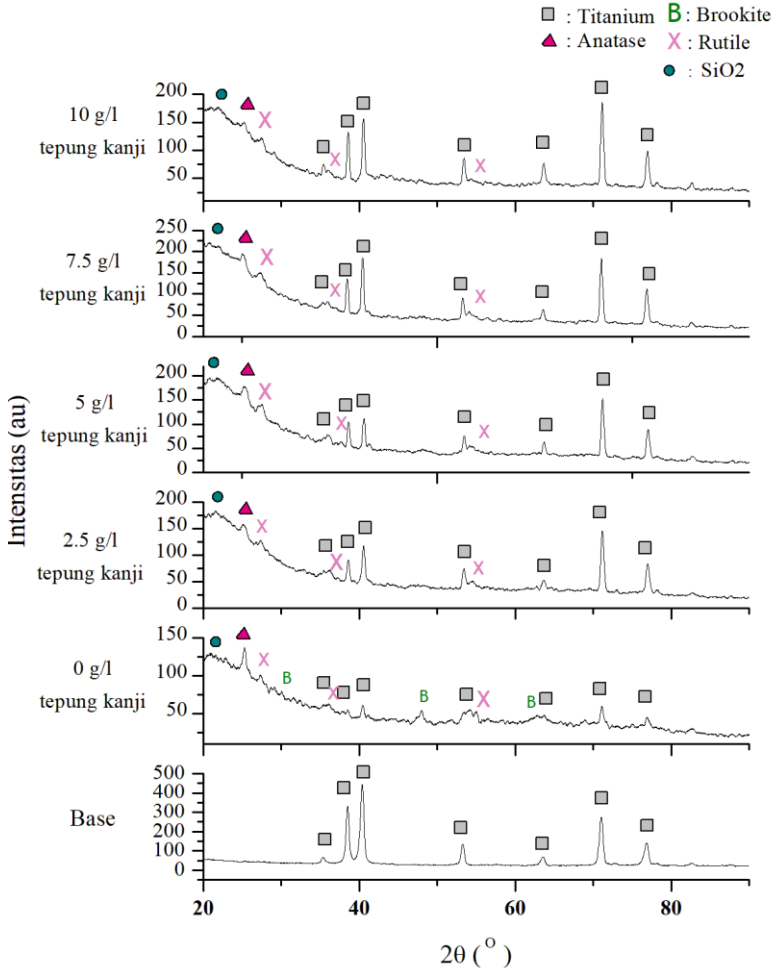 : Titanium B : Brookite
: Anatase X : Rutile
: SiO2
Intensitas (au)
200
150
100
50
10 g/l
tepung kanji
250
200
150
100
50
0
7.5 g/l
tepung kanji
200
150
100
50
0
5 g/l
tepung kanji
200
150
100
50
0
2.5 g/l
tepung kanji
150
100
50
0 g/l
tepung kanji
B B B
500
400
300
200
100
0
Base
20 40 60 80
2θ ( O )